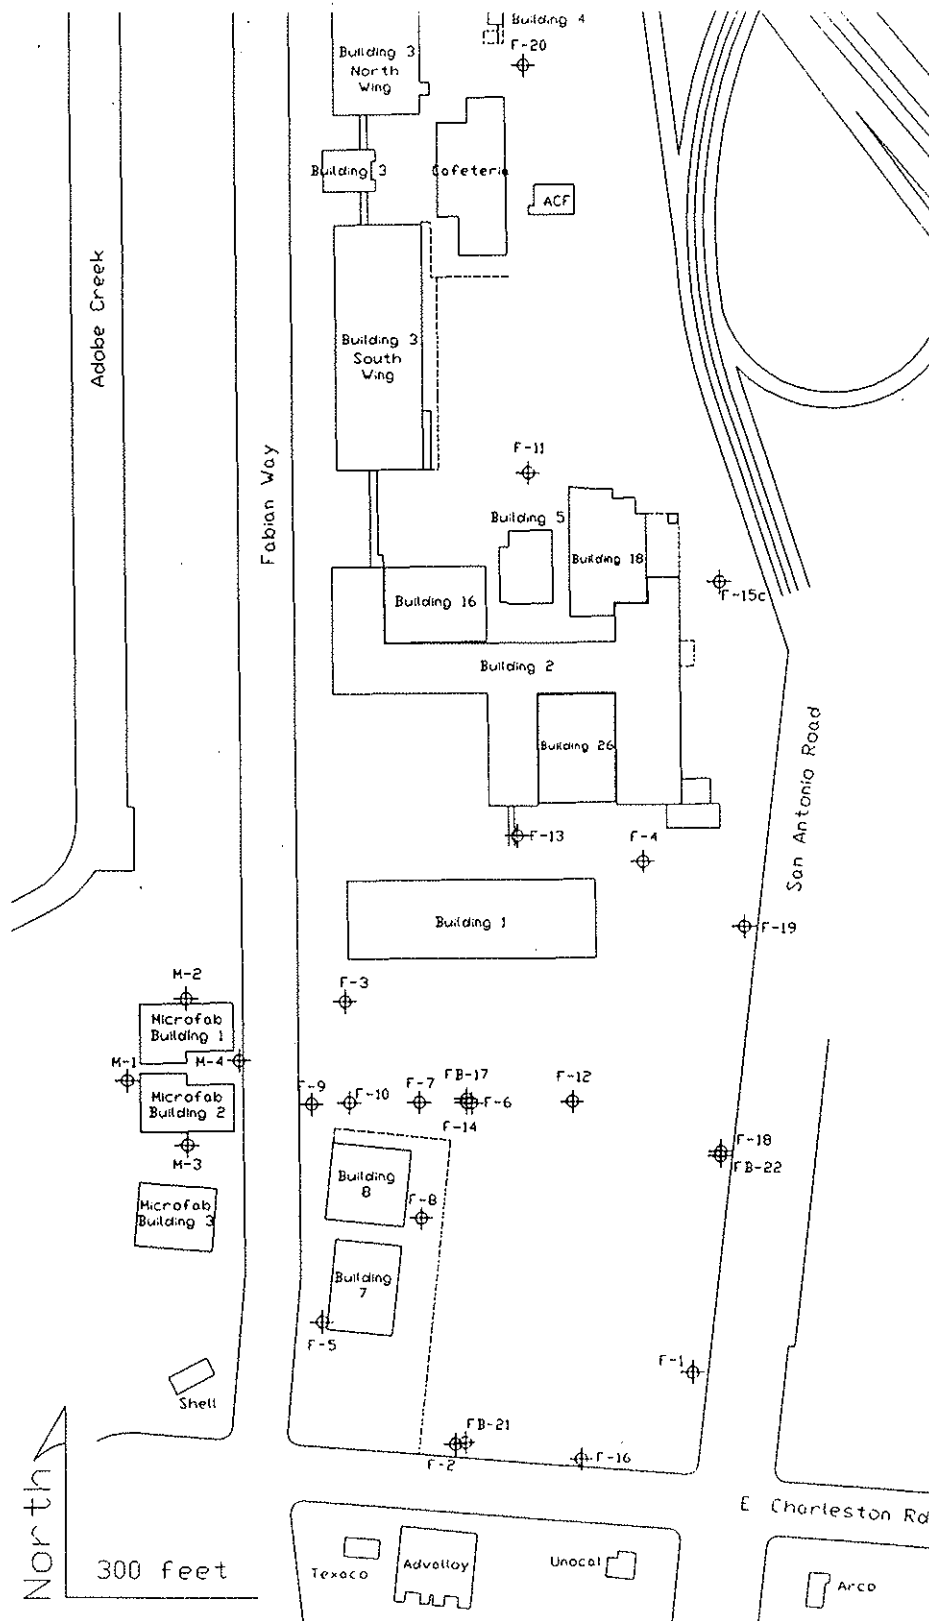 Building 4
F-20
Building 3
North
Wing
Building 3
Cafeteria
ACF
Adobe Creek
Building 3
South
Wing
Fabian Way
F-11
Building 5
Building 18
F-15c
Building 16
Building 2
Building 26
San Antonio Road
F-13
F-4
Building 1
F-19
M-2
F-3
Microfab
Building 1
M-4
M-1
Microfab
Building 2
F-9
F-10
F-7
FB-17
F-6
F-14
F-12
M-3
F-18
FB-22
Building
8
F-8
Microfab
Building 3
Building
7
F-5
F-1
Shell
FB-21
F-2
F-16
North
300 feet
E Charleston Rd
Texaco
Advalloy
Unocal
Arco